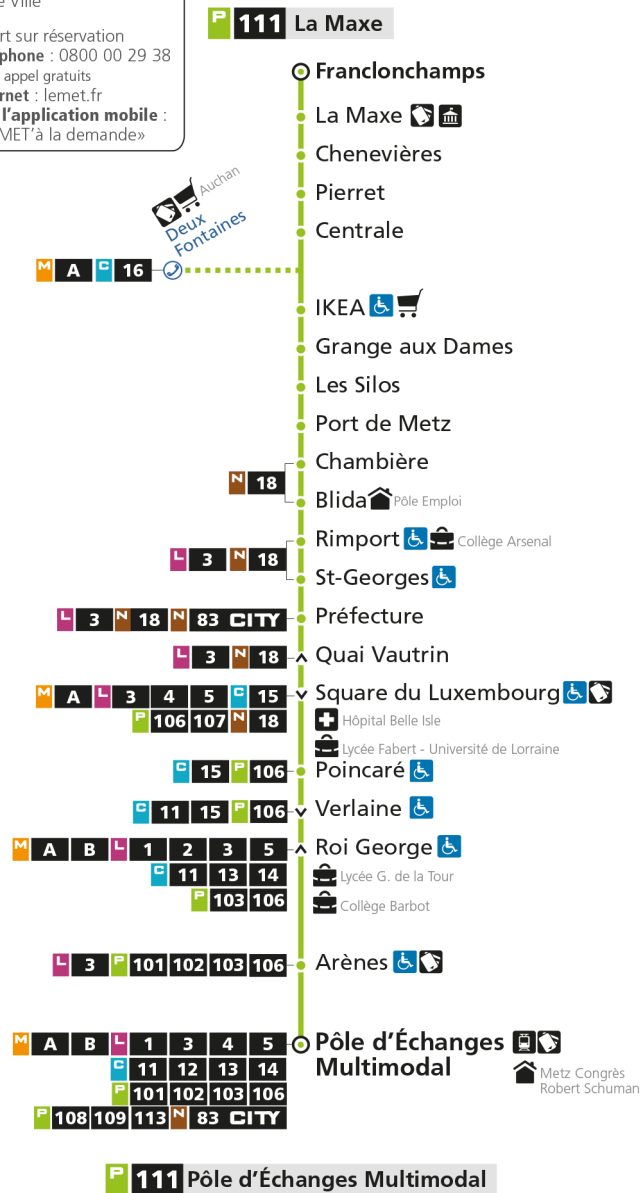 Ville
P 111 La Maxe
rt sur réservation
phone : 0800 00 29 38
appel gratuits
rnet : lemet.fr
l'application mobile :
MET'à la demande»
Franclonchamps
La Maxe
Chenevières
Pierret
Centrale
Auchan
Deux
Fontaines
M A C 16
IKEA
Grange aux Dames
Les Silos
Port de Metz
Chambière
N 18
Blida Pôle Emploi
Rimport Collège Arsenal
L 3 N 18
St-Georges
L 3 N 18 N 83 CITY Préfecture
L 3 N 18 Quai Vautrin
M A L 3 4 5 C 15 Square du Luxembourg
P 106 107 N 18 Hôpital Belle Isle
Lycée Fabert - Université de Lorraine
C 15 P 106 Poincaré
C 11 15 P 106 Verlaine
M A B L 1 2 3 5 Roi George
C 11 13 14 Lycée G. de la Tour
P 103 106 Collège Barbot
L 3 P 101 102 103 106 Arènes
M A B L 1 3 4 5 Pôle d'Échanges
C 11 12 13 14 Multimodal
P 101 102 103 106 Metz Congrès
Robert Schuman
P 108 109 113 N 83 CITY
P 111 Pôle d'Échanges Multimodal